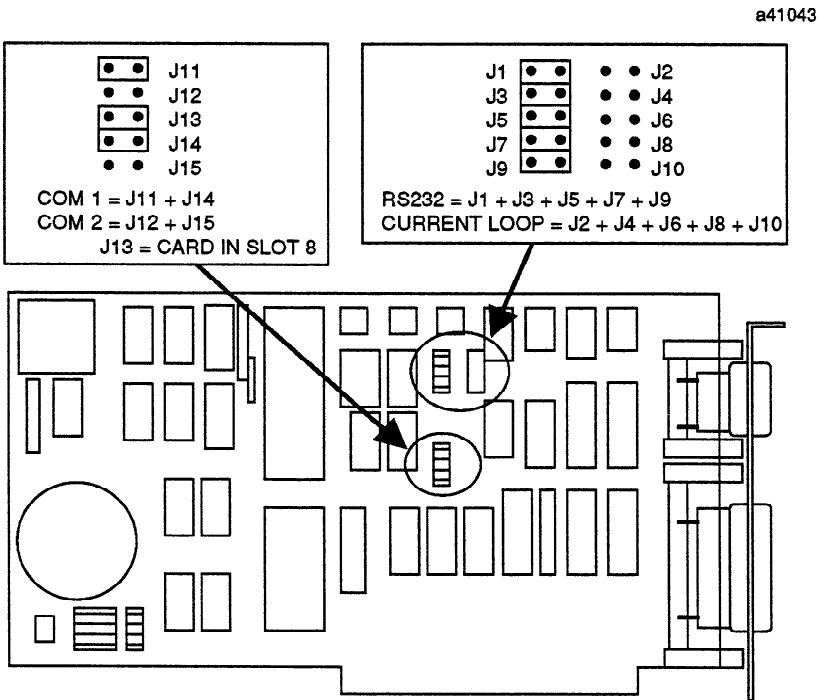 a41043
J11
J12
J13
J14
J15
COM 1 = J11 + J14
COM 2 = J12 + J15
J13 = CARD IN SLOT 8
J1 J2
J3 J4
J5 J6
J7 J8
J9 J10
RS232 = J1 + J3 + J5 + J7 + J9
CURRENT LOOP = J2 + J4 + J6 + J8 + J10